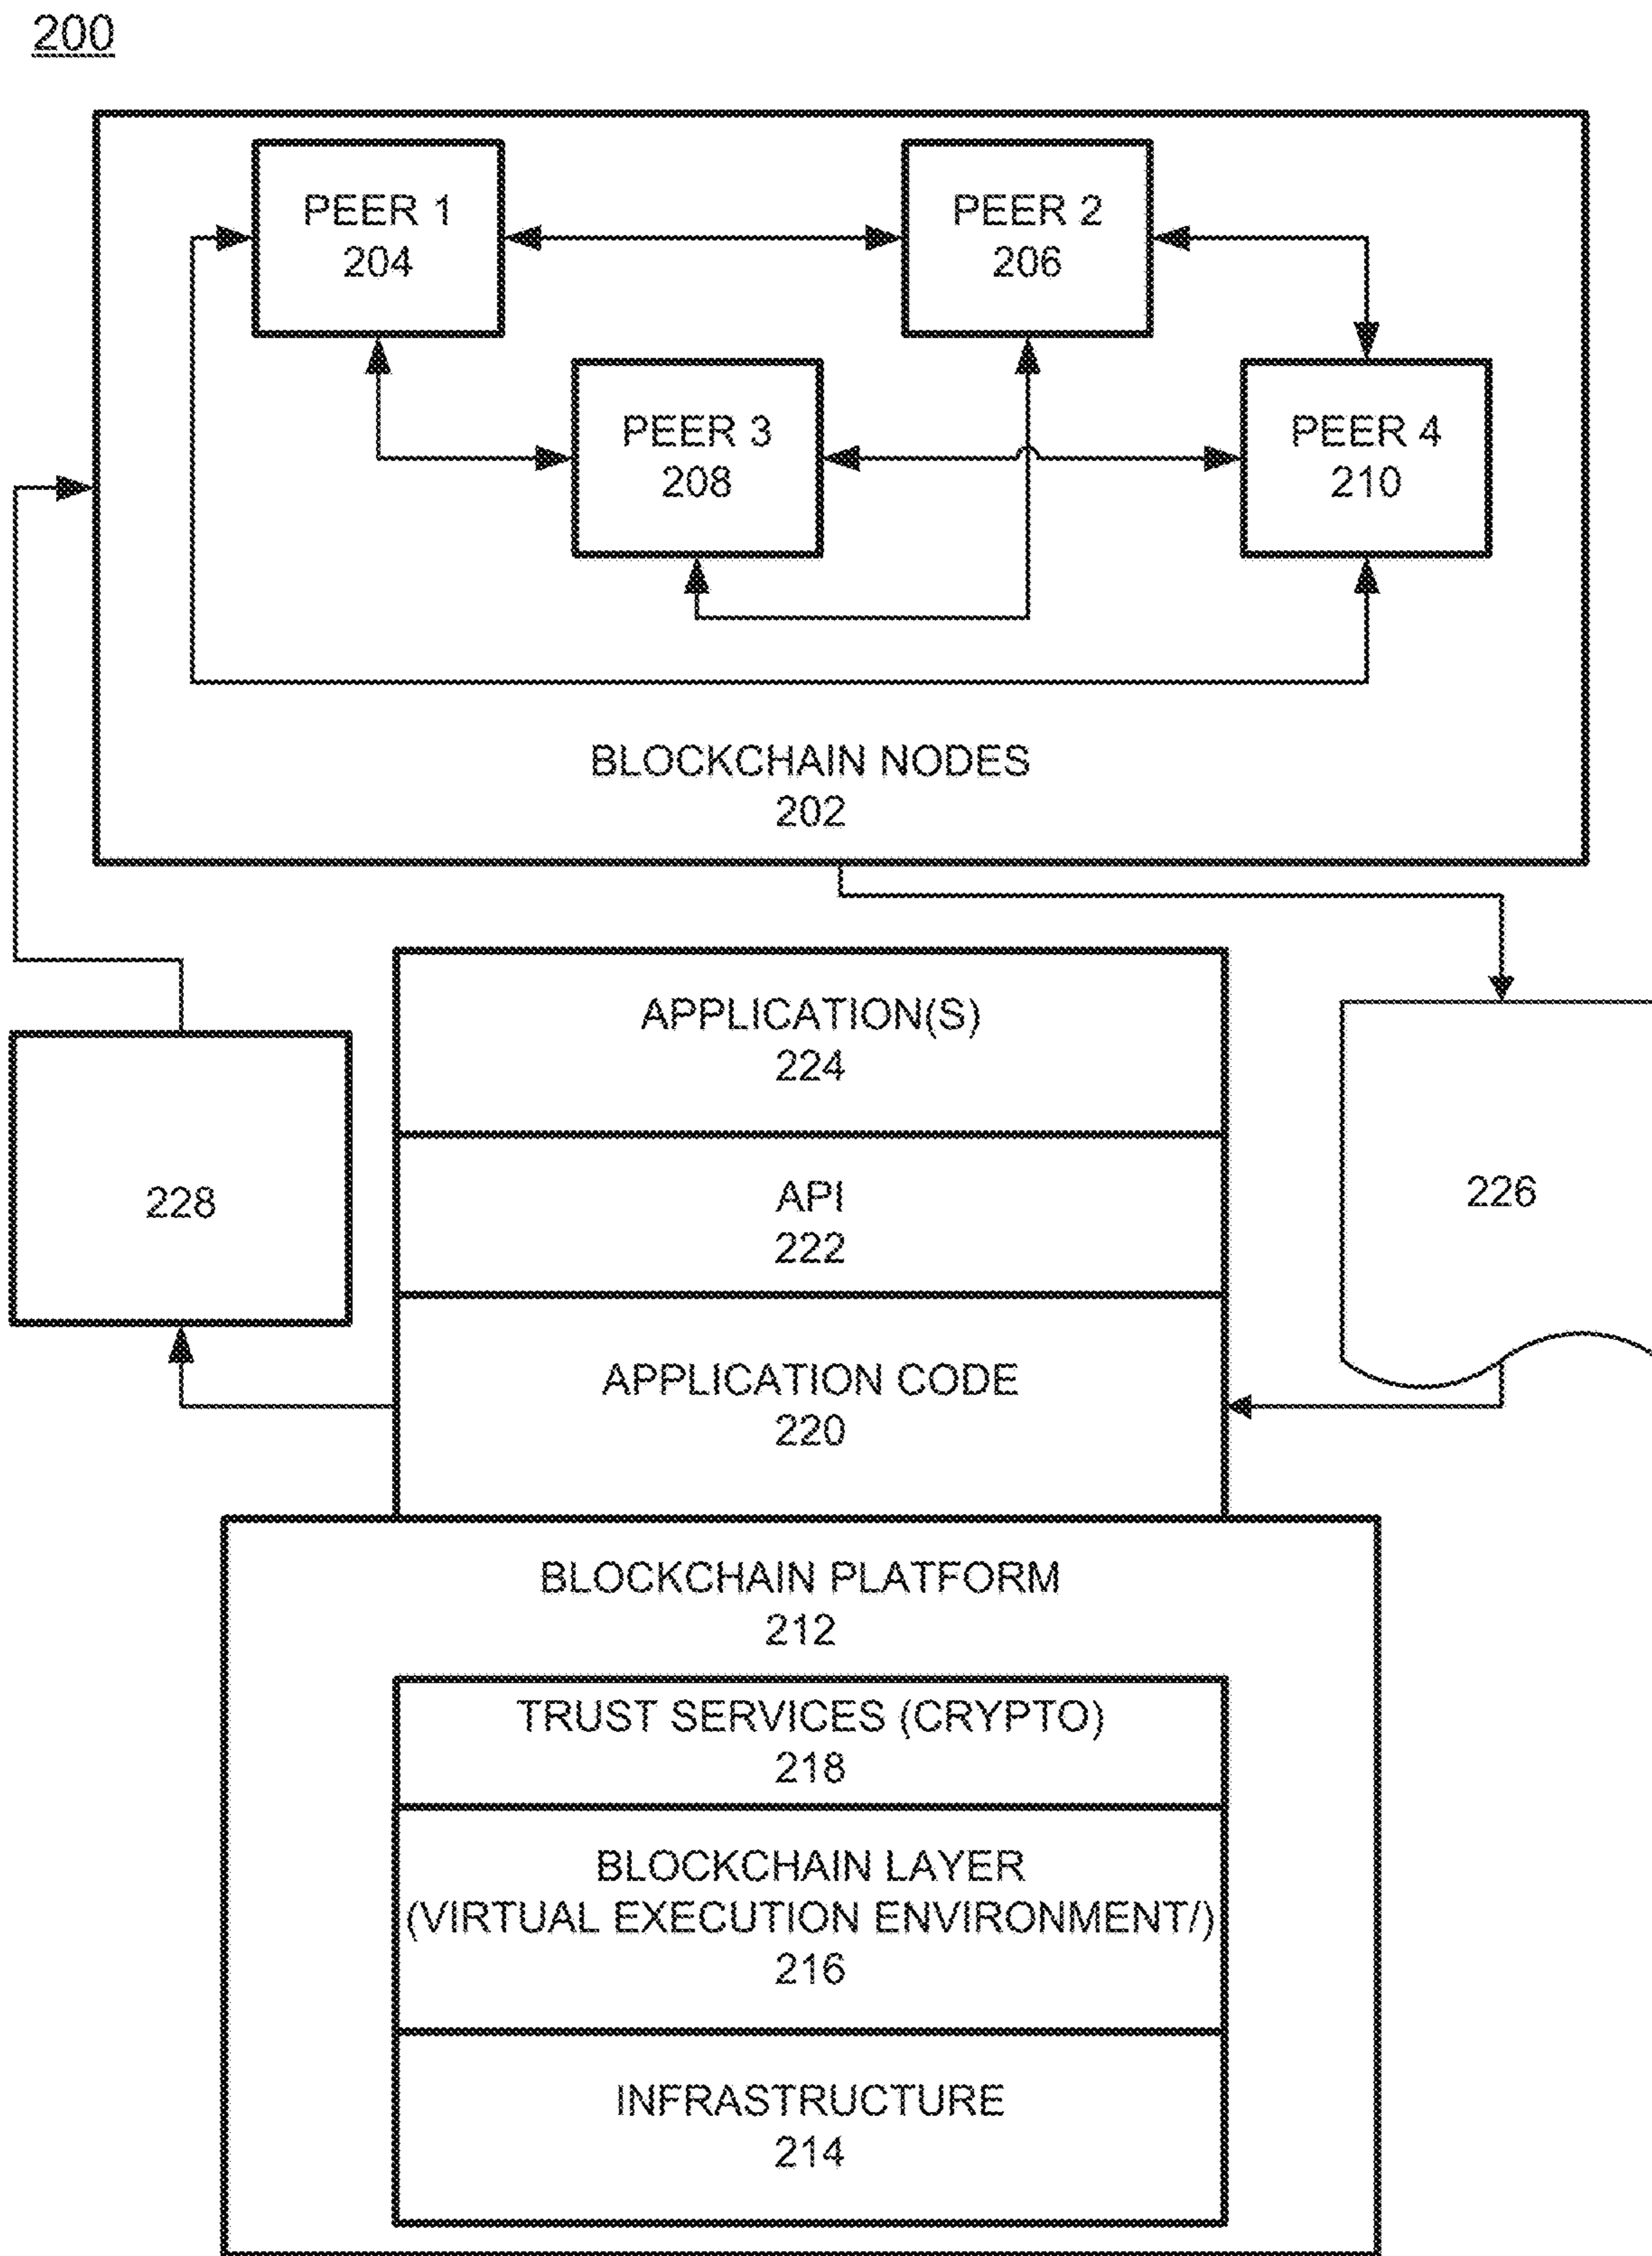 200
PEER 1
204
PEER 2
206
PEER 3
208
PEER 4
210
BLOCKCHAIN NODES
202
APPLICATION(S)
224
API
222
228
226
APPLICATION CODE
220
BLOCKCHAIN PLATFORM
212
TRUST SERVICES (CRYPTO)
218
BLOCKCHAIN LAYER
(VIRTUAL EXECUTION ENVIRONMENT/)
216
INFRASTRUCTURE
214